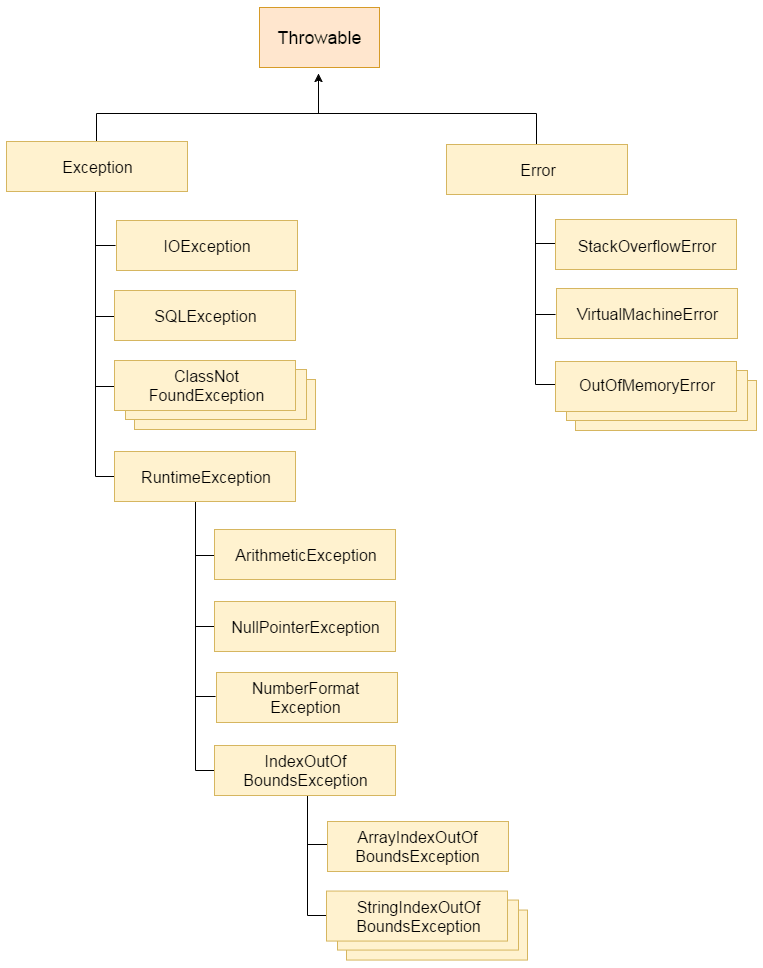 Throwable
Exception
IOException
SQLException
ClassNot
FoundException
RuntimeException
ArithmeticException
NullPointerException
NumberFormat
Exception
IndexOutOf
BoundsException
ArrayIndexOutOf
BoundsException
StringIndexOutOf
BoundsException
Error
StackOverflowError
VirtualMachineError
OutOfMemoryError